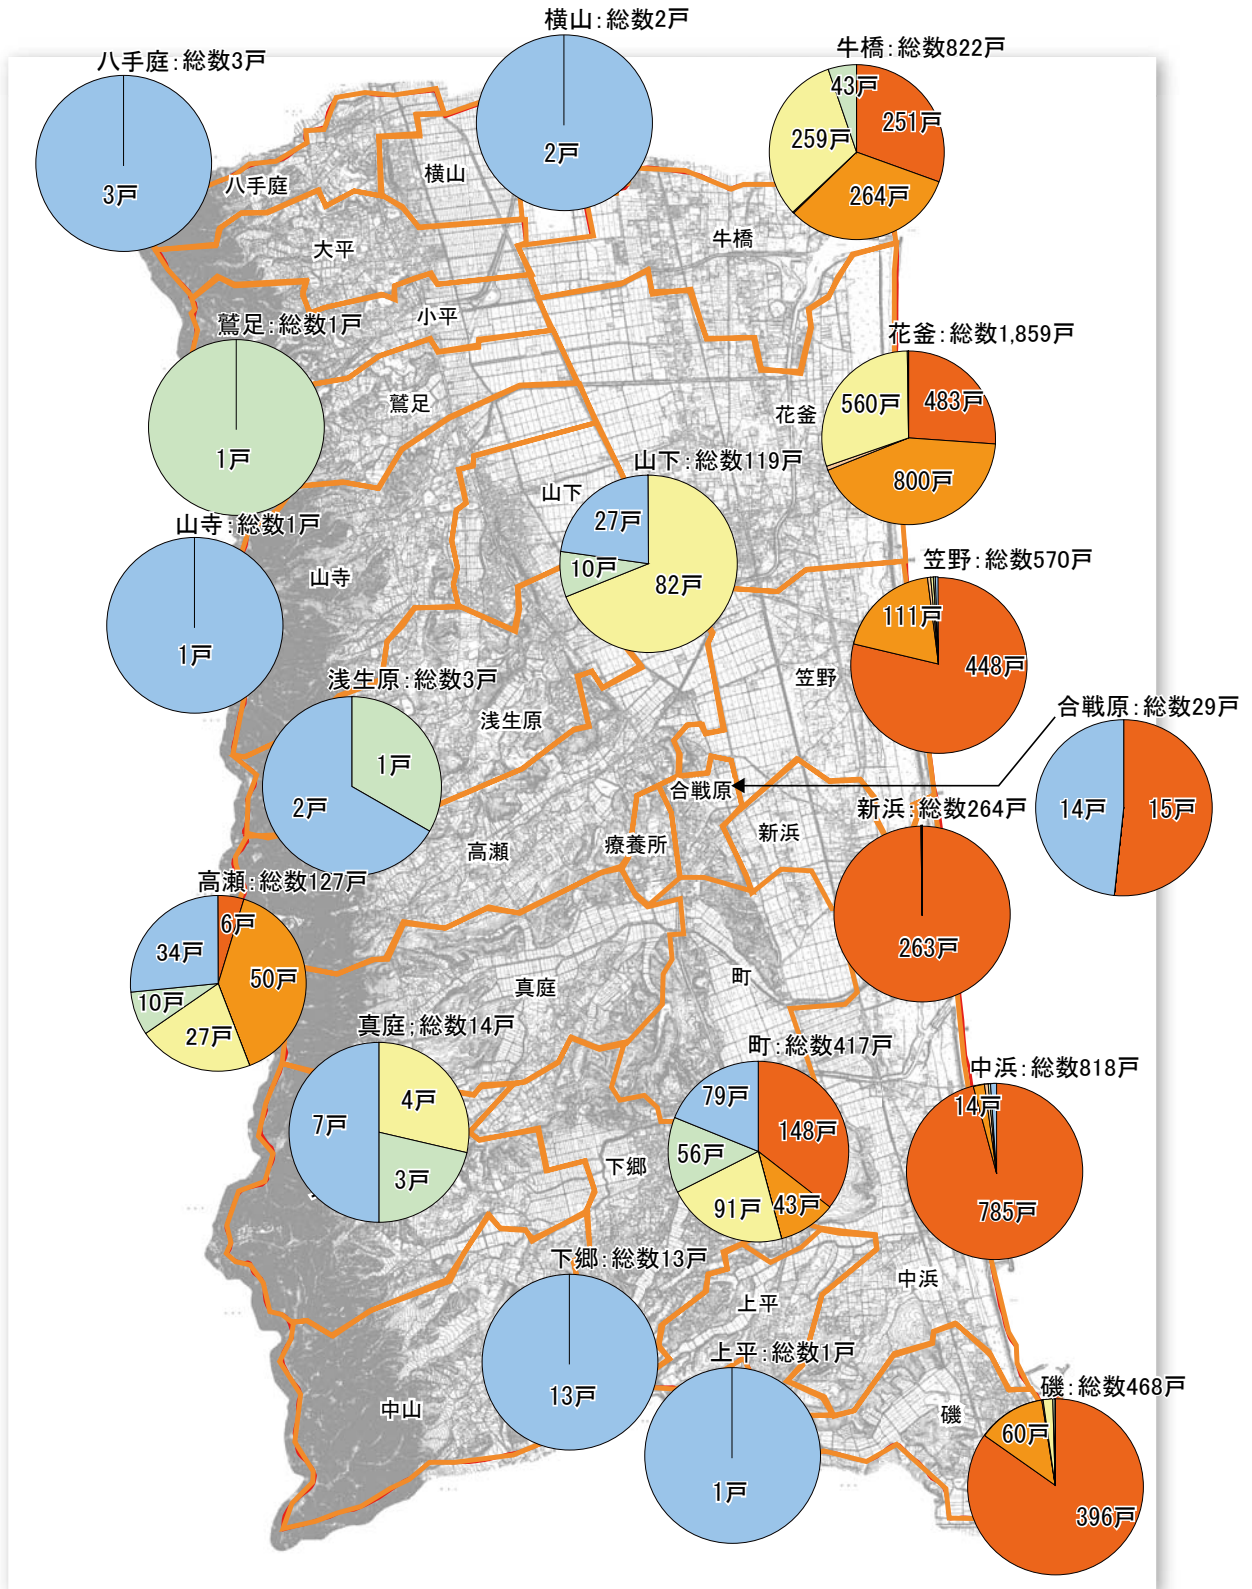 横山：総数2戸
2戸
八手庭：総数3戸
3戸
牛橋：総数822戸
43戸
251戸
259戸
264戸
八手庭
横山
大平
牛橋
小平
鷲足：総数1戸
1戸
鷲足
花釜：総数1,859戸
560戸
483戸
800戸
花釜
山下：総数119戸
山下
27戸
10戸
82戸
山寺：総数1戸
1戸
山寺
笠野：総数570戸
111戸
448戸
笠野
浅生原：総数3戸
1戸
2戸
浅生原
合戦原：総数29戸
14戸
15戸
合戦原
新浜：総数264戸
263戸
新浜
療養所
高瀬
高瀬：総数127戸
6戸
34戸
50戸
10戸
27戸
真庭
町
真庭；総数14戸
4戸
7戸
3戸
町：総数417戸
79戸
148戸
56戸
91戸
43戸
中浜：総数818戸
14戸
785戸
下郷
下郷：総数13戸
13戸
中浜
上平
上平：総数1戸
1戸
磯：総数468戸
60戸
396戸
磯
中山